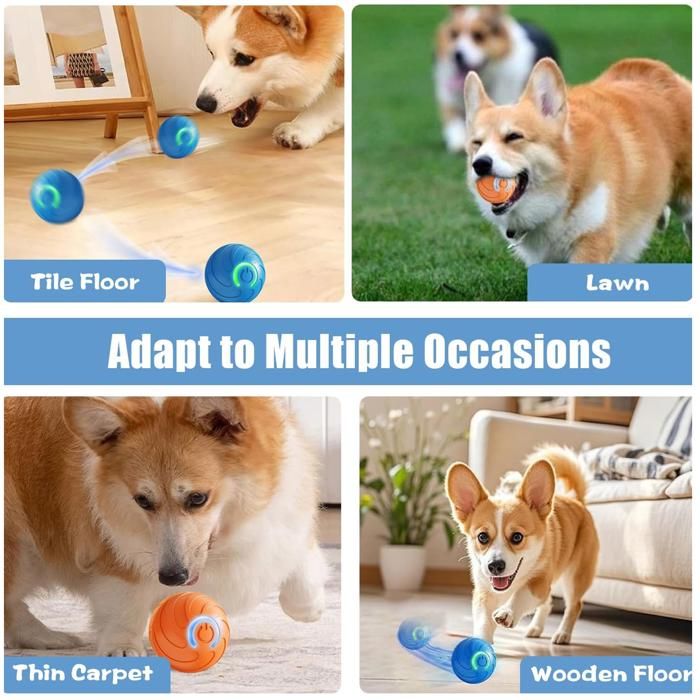 Tile Floor
Lawn
Adapt to Multiple Occasions
Thin Carpet
Wooden Floor